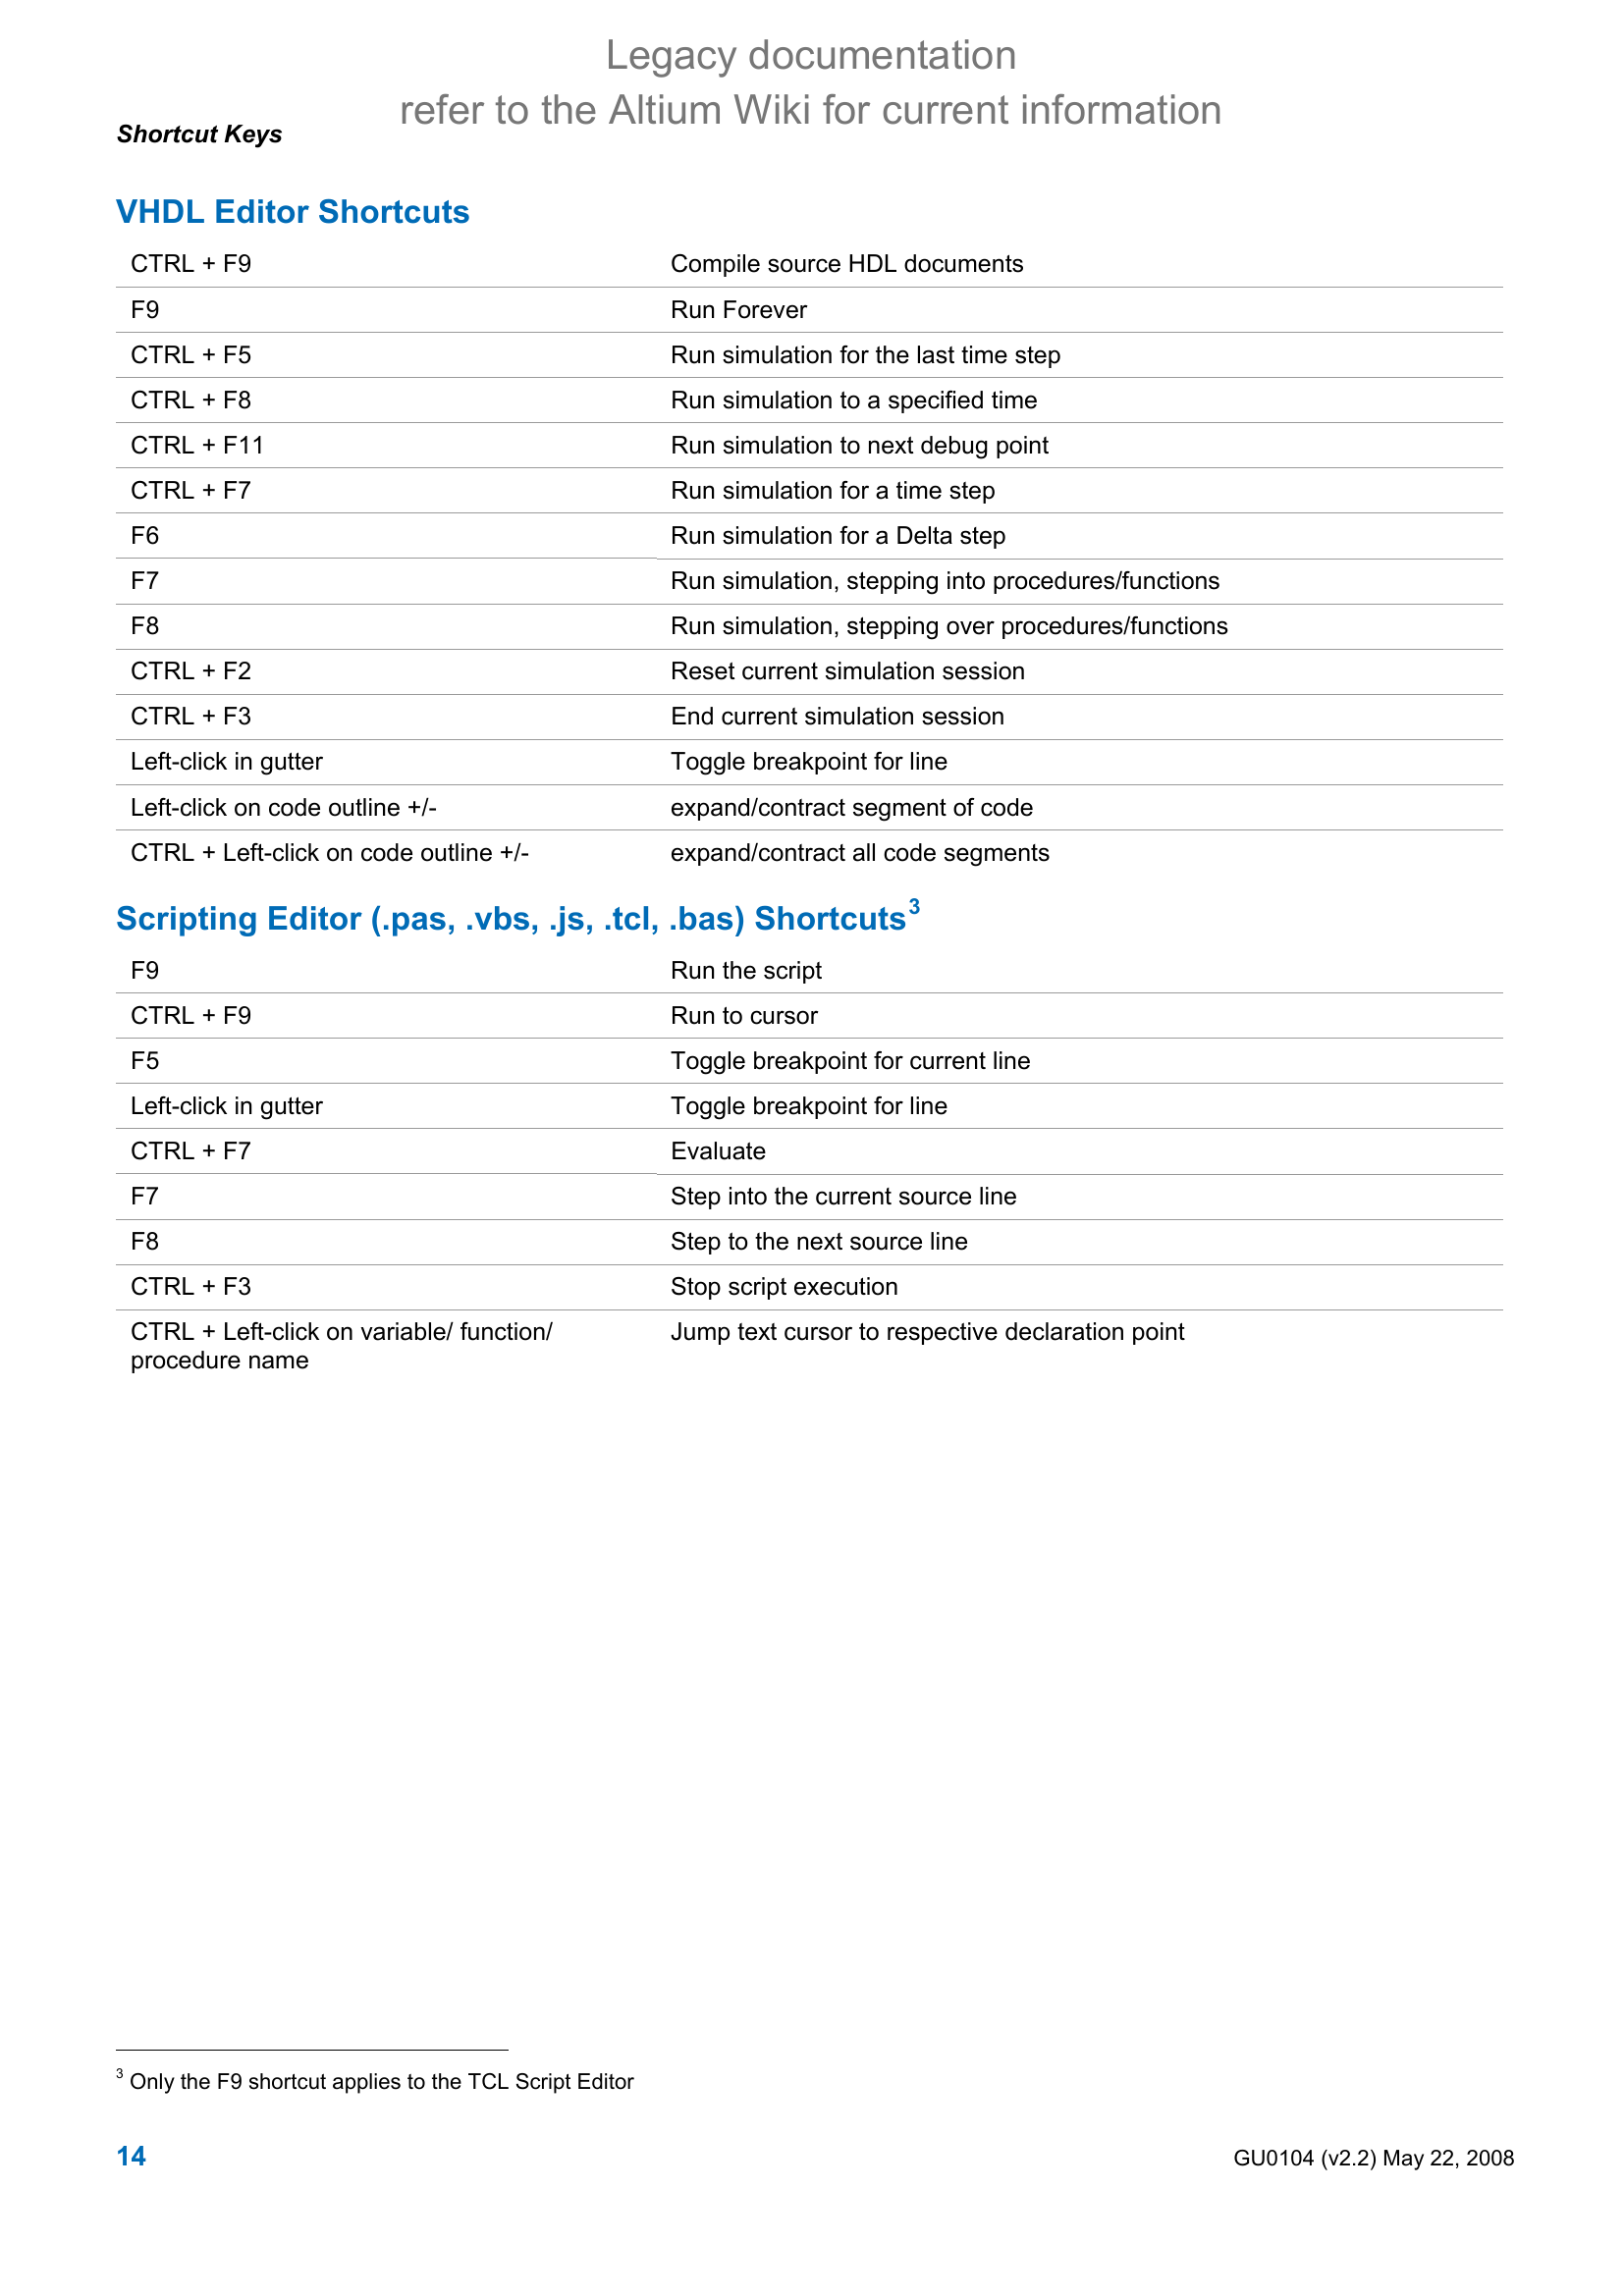 Legacy documentation
refer to the Altium Wiki for current information
Shortcut Keys
VHDL Editor Shortcuts
CTRL + F9 Compile source HDL documents
F9 Run Forever
CTRL + F5 Run simulation for the last time step
CTRL + F8 Run simulation to a specified time
CTRL + F11 Run simulation to next debug point
CTRL + F7 Run simulation for a time step
F6 Run simulation for a Delta step
F7 Run simulation, stepping into procedures/functions
F8 Run simulation, stepping over procedures/functions
CTRL + F2 Reset current simulation session
CTRL + F3 End current simulation session
Left-click in gutter Toggle breakpoint for line
Left-click on code outline +/- expand/contract segment of code
CTRL + Left-click on code outline +/- expand/contract all code segments
Scripting Editor (.pas, .vbs, .js, .tcl, .bas) Shortcuts3
F9 Run the script
CTRL + F9 Run to cursor
F5 Toggle breakpoint for current line
Left-click in gutter Toggle breakpoint for line
CTRL + F7 Evaluate
F7 Step into the current source line
F8 Step to the next source line
CTRL + F3 Stop script execution
CTRL + Left-click on variable/ function/ Jump text cursor to respective declaration point
procedure name
3 Only the F9 shortcut applies to the TCL Script Editor
14 GU0104 (v2.2) May 22, 2008